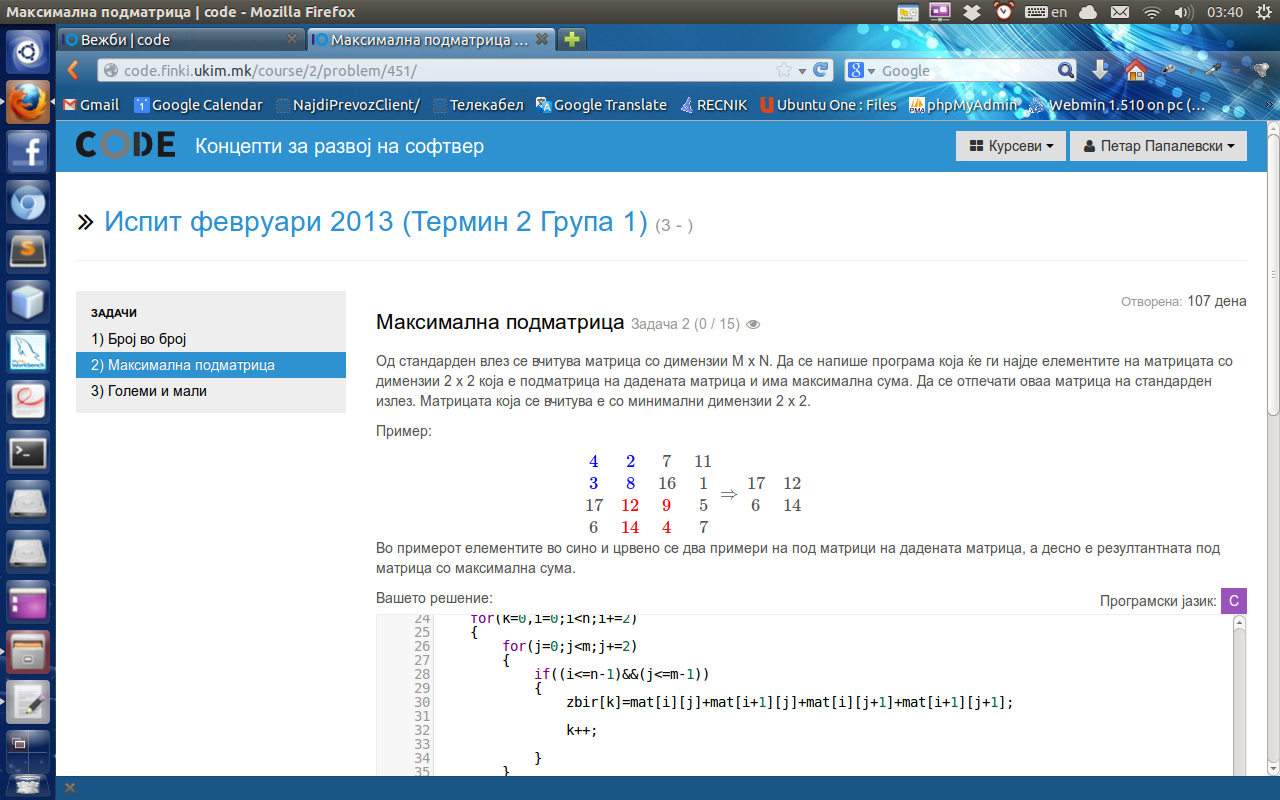 Максимална подматрица | code - Mozilla Firefox
en
03:40
Вежби | code
Максимална подматрица ...
code.finki.ukim.mk/course/2/problem/451/
Google
Gmail
Google Calendar
NajdiPrevozClient/
Телекабел
Google Translate
RECNIK
Ubuntu One : Files
phpMyAdmin
Webmin 1.510 on pc (...
CODE
Концепти за развој на софтвер
Курсеви
Петар Папалевски
Испит февруари 2013 (Термин 2 Група 1) (3 - )
ЗАДАЧИ
1) Број во број
2) Максимална подматрица
3) Големи и мали
Отворена: 107 дена
Максимална подматрица Задача 2 (0 / 15)
Од стандарден влез се вчитува матрица со димензии M x N. Да се напише програма која ќе ги најде елементите на матрицата со
димензии 2 x 2 која е подматрица на дадената матрица и има максимална сума. Да се отпечати оваа матрица на стандарден
излез. Матрицата која се вчитува е со минимални димензии 2 x 2.
Пример:
4 2 7 11
3 8 16 1 ⇒ 17 12
17 12 9 5 6 14
6 14 4 7
Во примерот елементите во сино и црвено се два примери на под матрици на дадената матрица, а десно е резултантната под
матрица со максимална сума.
Вашето решение:
Програмски јазик: C
24 for(k=0,i=0;i<n;i+=2)
25 {
26 for(j=0;j<m;j+=2)
27 {
28 if((i<=n-1)&&(j<=m-1))
29 {
30 zbir[k]=mat[i][j]+mat[i+1][j]+mat[i][j+1]+mat[i+1][j+1];
31
32 k++;
33
34 }
35 }